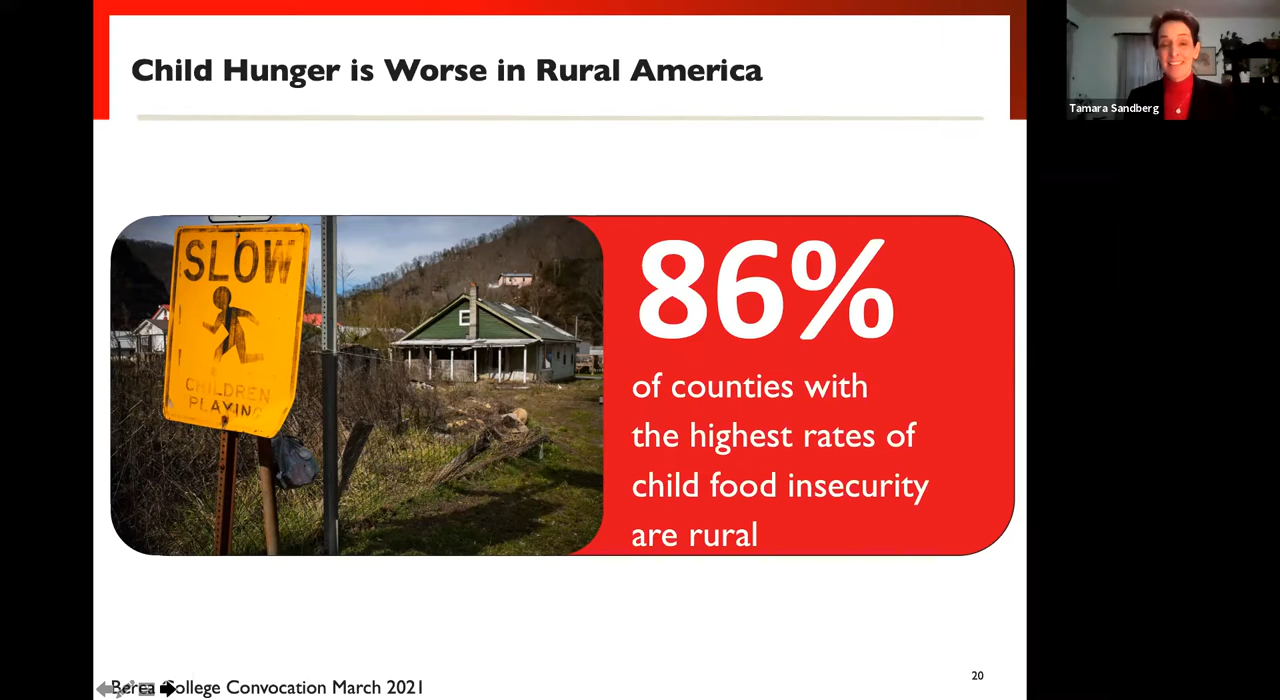 Child Hunger is Worse in Rural America
Tamara Sandberg
SLOW
CHILDREN
PLAYING
86%
of counties with
the highest rates of
child food insecurity
are rural
Berea College Convocation March 2021
20